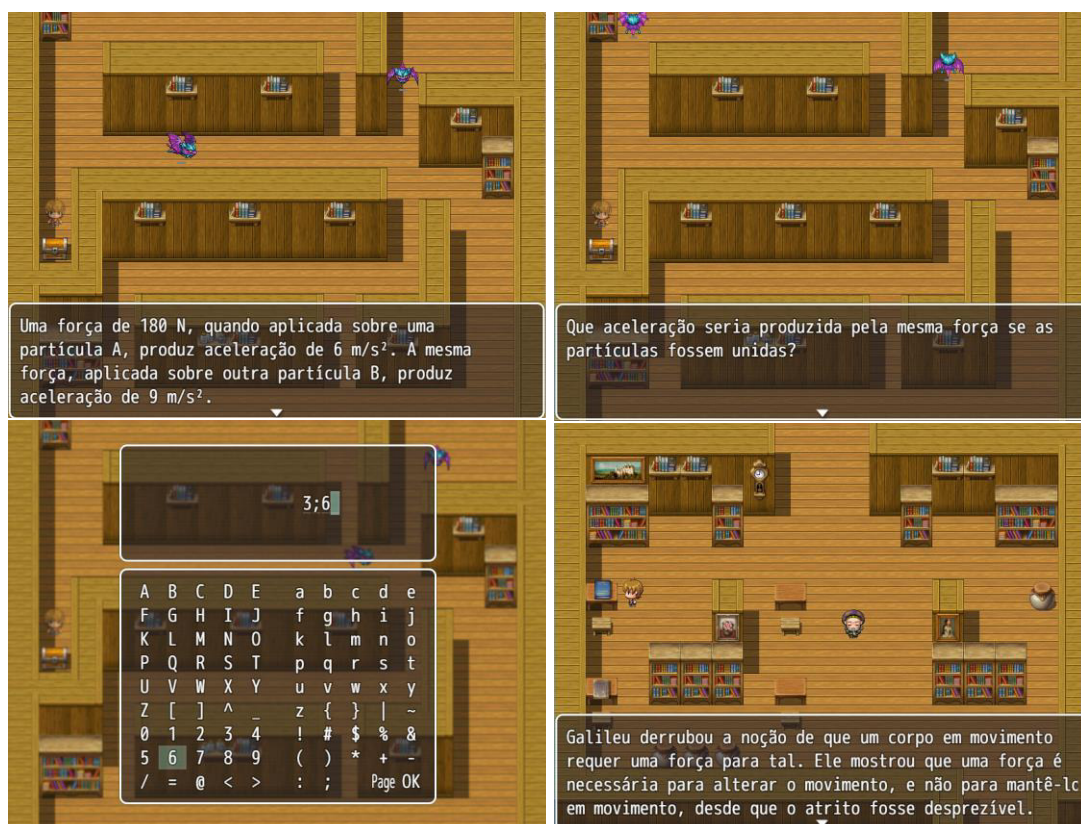 Uma força de 180 N, quando aplicada sobre uma
partícula A, produz aceleração de 6 m/s². A mesma
força, aplicada sobre outra partícula B, produz
aceleração de 9 m/s².
Que aceleração seria produzida pela mesma força se as
partículas fossem unidas?
3;6
A B C D E a b c d e
F G H I J f g h i j
K L M N O k l m n o
P Q R S T p q r s t
U V W X Y u v w x y
Z [ ] ^ _ z { } | ~
0 1 2 3 4 ! # $ % &
5 6 7 8 9 ( ) * + -
/ = @ < > : ; Page OK
Galileu derrubou a noção de que um corpo em movimento
requer uma força para tal. Ele mostrou que uma força é
necessária para alterar o movimento, e não para mantê-lo
em movimento, desde que o atrito fosse desprezível.